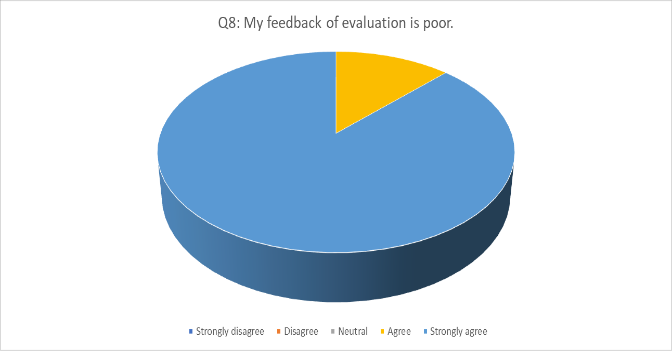 Q8: My feedback of evaluation is poor.
Strongly disagree Disagree Neutral Agree Strongly agree